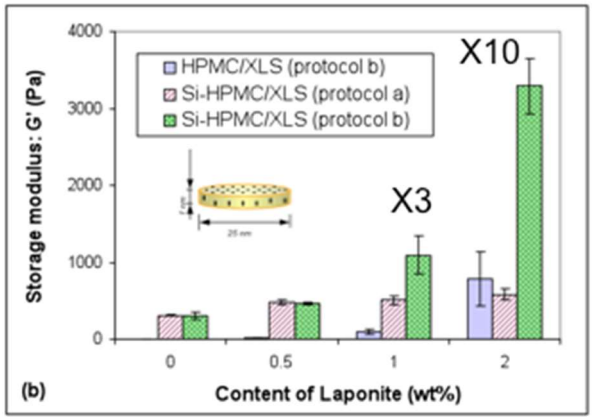 4000
X10
HPMC/XLS (protocol b)
Si-HPMC/XLS (protocol a)
Si-HPMC/XLS (protocol b)
3000
Storage modulus: G' (Pa)
2000
X3
25 nm
1000
0
0 0.5 1 2
(b) Content of Laponite (wt%)